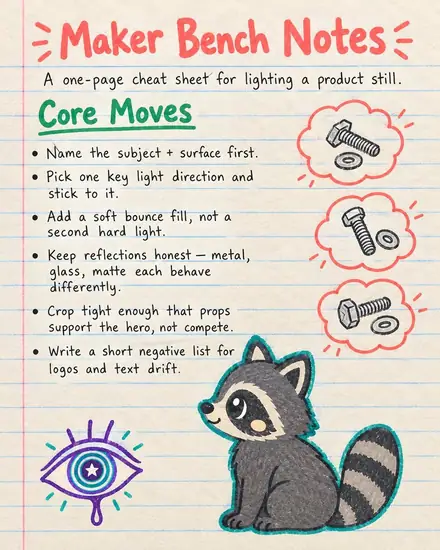 Maker Bench Notes
A one-page cheat sheet for lighting a product still.
Core Moves
• Name the subject + surface first.
• Pick one key light direction and
stick to it.
• Add a soft bounce fill, not a
second hard light.
• Keep reflections honest — metal,
glass, matte each behave
differently.
• Crop tight enough that props
support the hero, not compete.
• Write a short negative list for
logos and text drift.